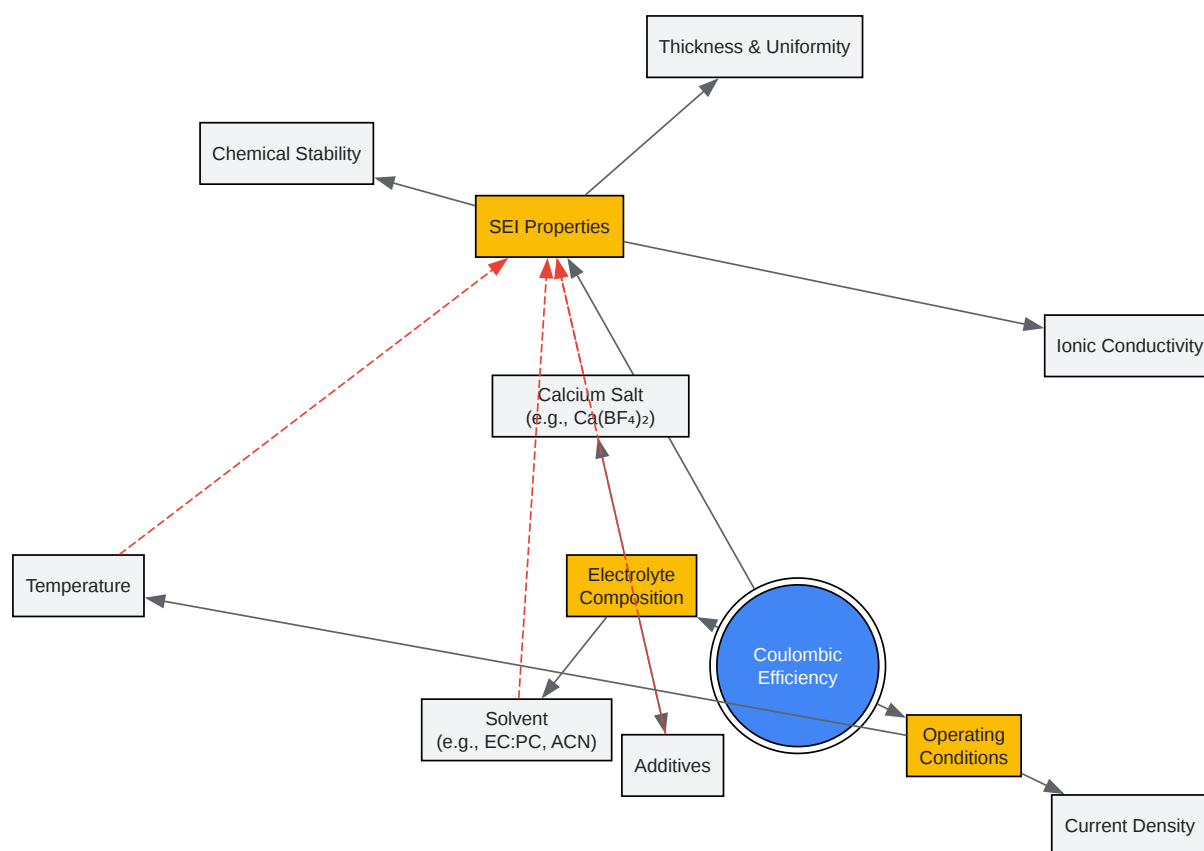 Thickness & Uniformity
Chemical Stability
SEI Properties
Ionic Conductivity
Calcium Salt
(e.g., Ca(BF₄)₂)
Temperature
Electrolyte
Composition
Coulombic
Efficiency
Solvent
(e.g., EC:PC, ACN)
Additives
Operating
Conditions
Current Density